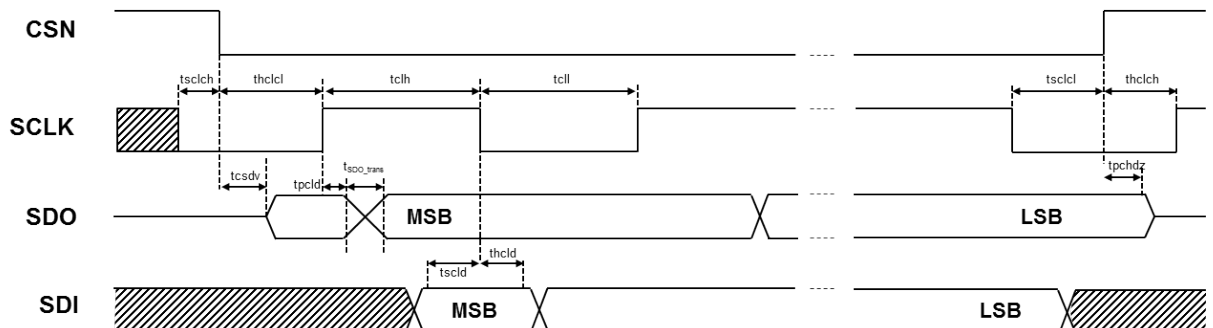 CSN
tsclch
thclcl
tclh
tcll
tsclcl
thclch
SCLK
tcsdv
tpcld
tSDO_trans
tpchdz
SDO
MSB
LSB
tscld
thcld
SDI
MSB
LSB